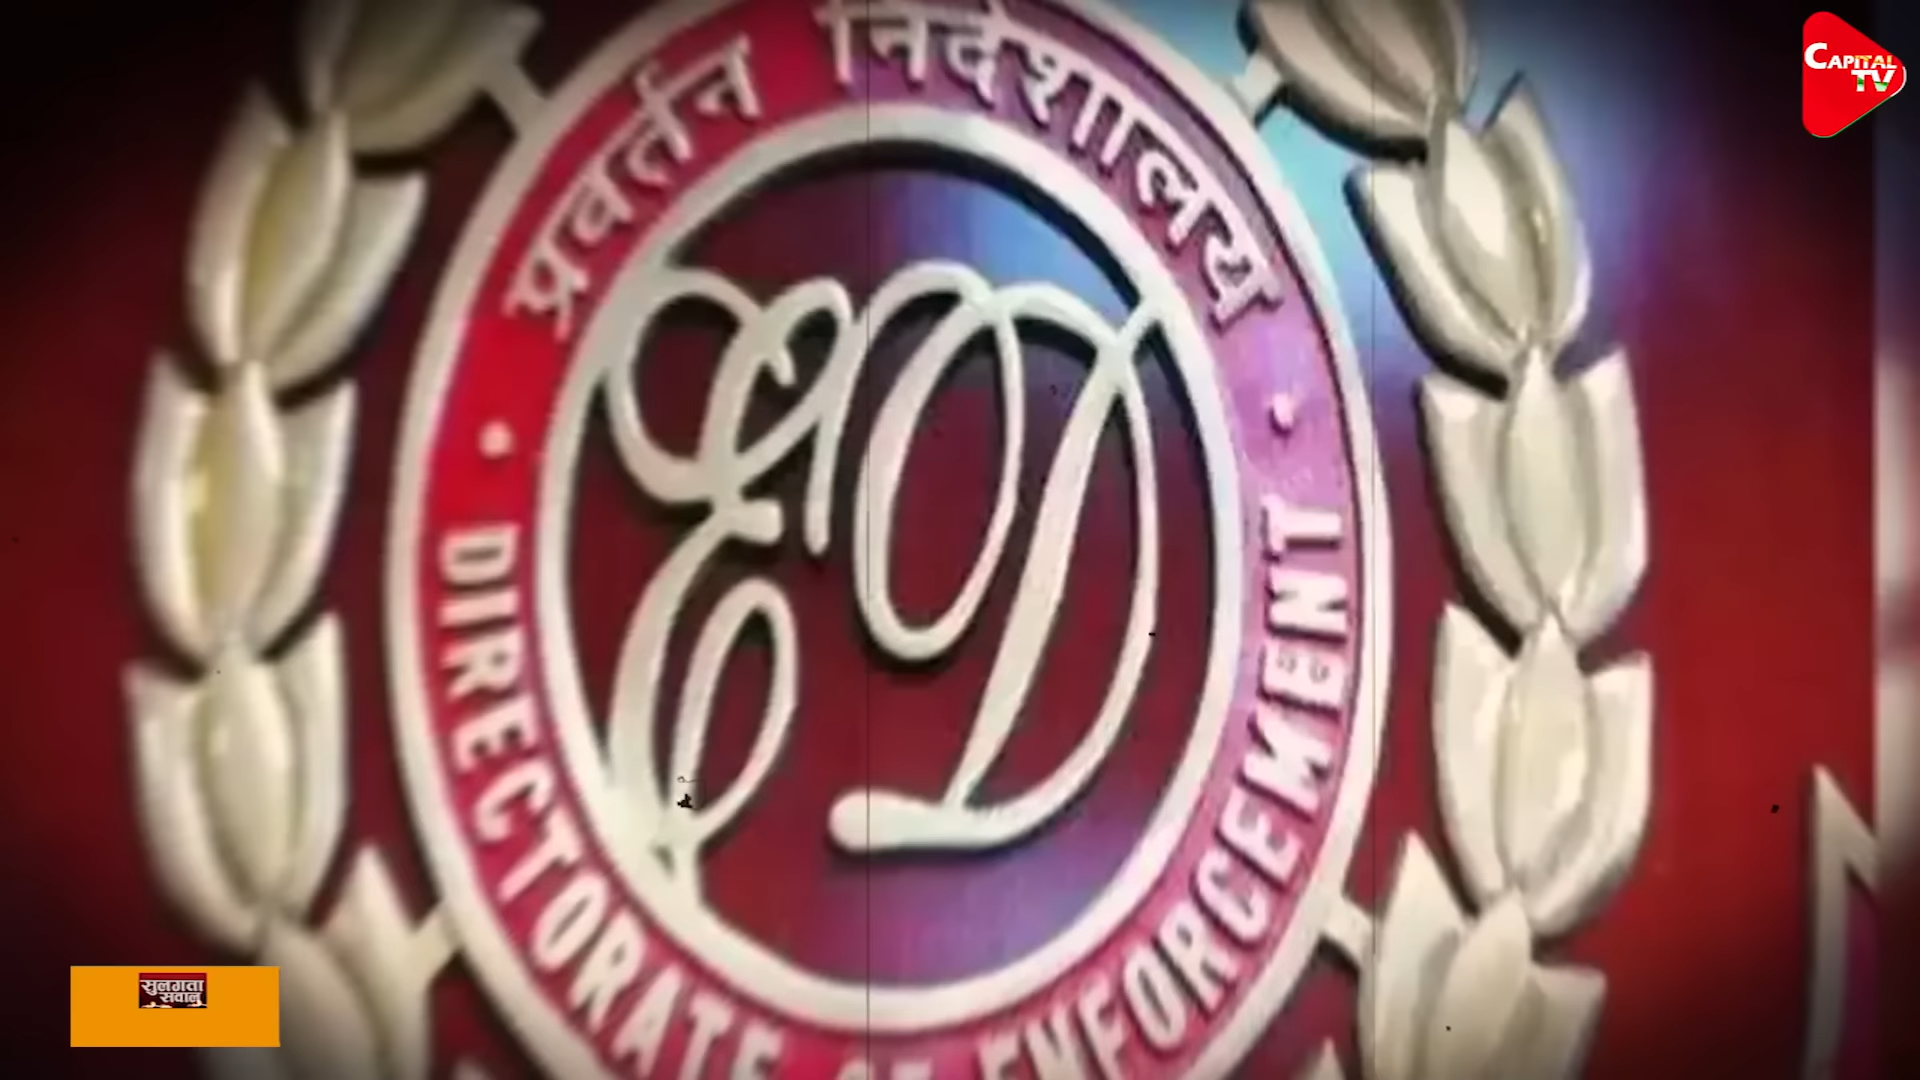 प्रवर्तन निदेशालय
ED
DIRECTORATE OF ENFORCEMENT
CAPITAL
TV
सुलगता
सवाल